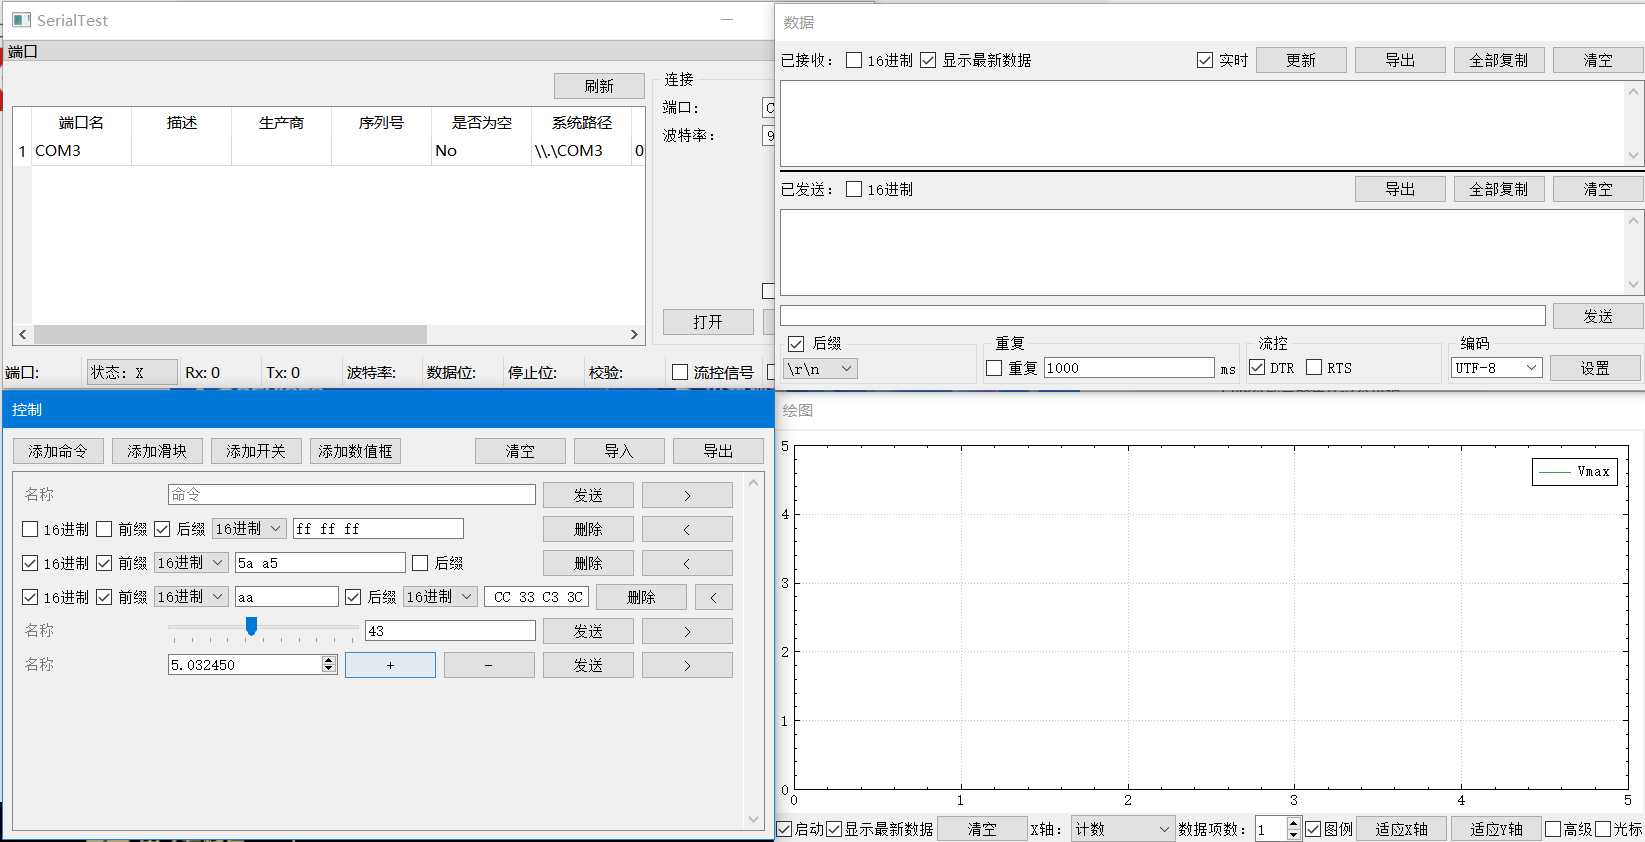 SerialTest
端口
刷新
端口名 描述 生产商 序列号 是否为空 系统路径
1 COM3 No \\.\COM3 0
连接
端口:
波特率:
打开
端口: 状态: X Rx: 0 Tx: 0 波特率: 数据位: 停止位: 校验: 流控信号
数据
已接收: 16进制 显示最新数据 实时 更新 导出 全部复制 清空
已发送: 16进制 导出 全部复制 清空
发送
后缀 重复 流控 编码
\r\n 重复 1000 ms DTR RTS UTF-8 设置
控制
添加命令 添加滑块 添加开关 添加数值框 清空 导入 导出
名称 命令 发送 >
16进制 前缀 后缀 16进制 ff ff ff 删除 <
16进制 前缀 16进制 5a a5 后缀 删除 <
16进制 前缀 16进制 aa 后缀 16进制 CC 33 C3 3C 删除 <
名称 43 发送 >
名称 5.032450 + - 发送 >
绘图
Vmax
5
4
3
2
1
0
0 1 2 3 4 5
启动 显示最新数据 清空 X轴: 计数 数据项数: 1 图例 适应X轴 适应Y轴 高级 光标